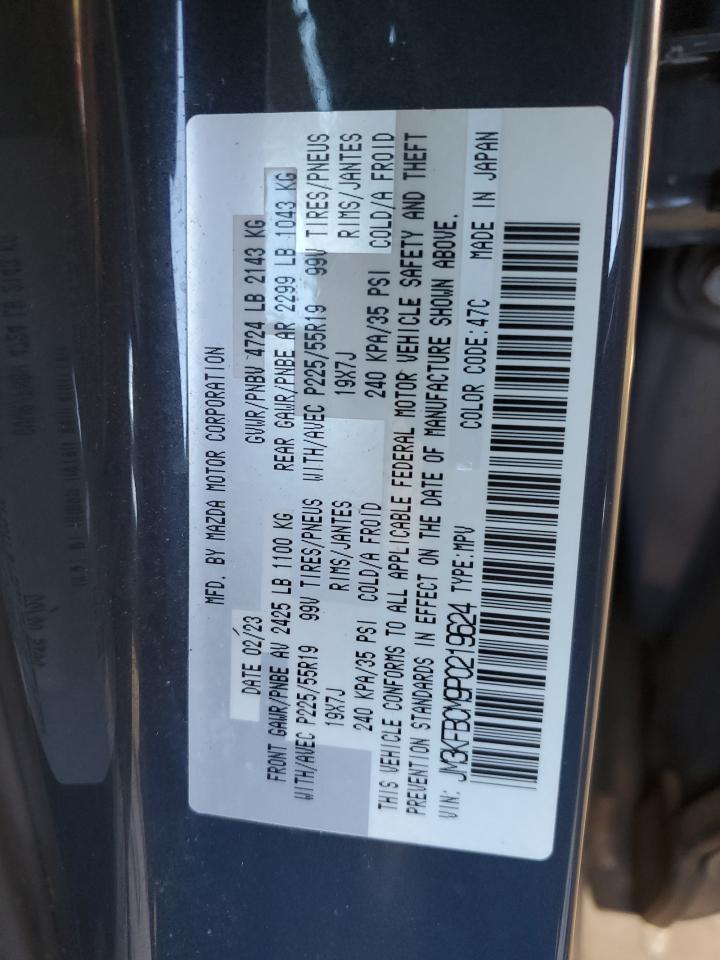 MFD. BY MAZDA MOTOR CORPORATION
DATE 02/23 GVWR/PNBV 4724 LB 2143 KG
FRONT GAWR/PNBE AV 2425 LB 1100 KG REAR GAWR/PNBE AR 2299 LB 1043 KG
WITH/AVEC P225/55R19 99V TIRES/PNEUS WITH/AVEC P225/55R19 99V TIRES/PNEUS
19X7J RIMS/JANTES 19X7J RIMS/JANTES
240 KPA/35 PSI COLD/A FROID 240 KPA/35 PSI COLD/A FROID
THIS VEHICLE CONFORMS TO ALL APPLICABLE FEDERAL MOTOR VEHICLE SAFETY AND THEFT
PREVENTION STANDARDS IN EFFECT ON THE DATE OF MANUFACTURE SHOWN ABOVE.
VIN: JM3KFBCM9P0219624 TYPE:MPV COLOR CODE:47C MADE IN JAPAN